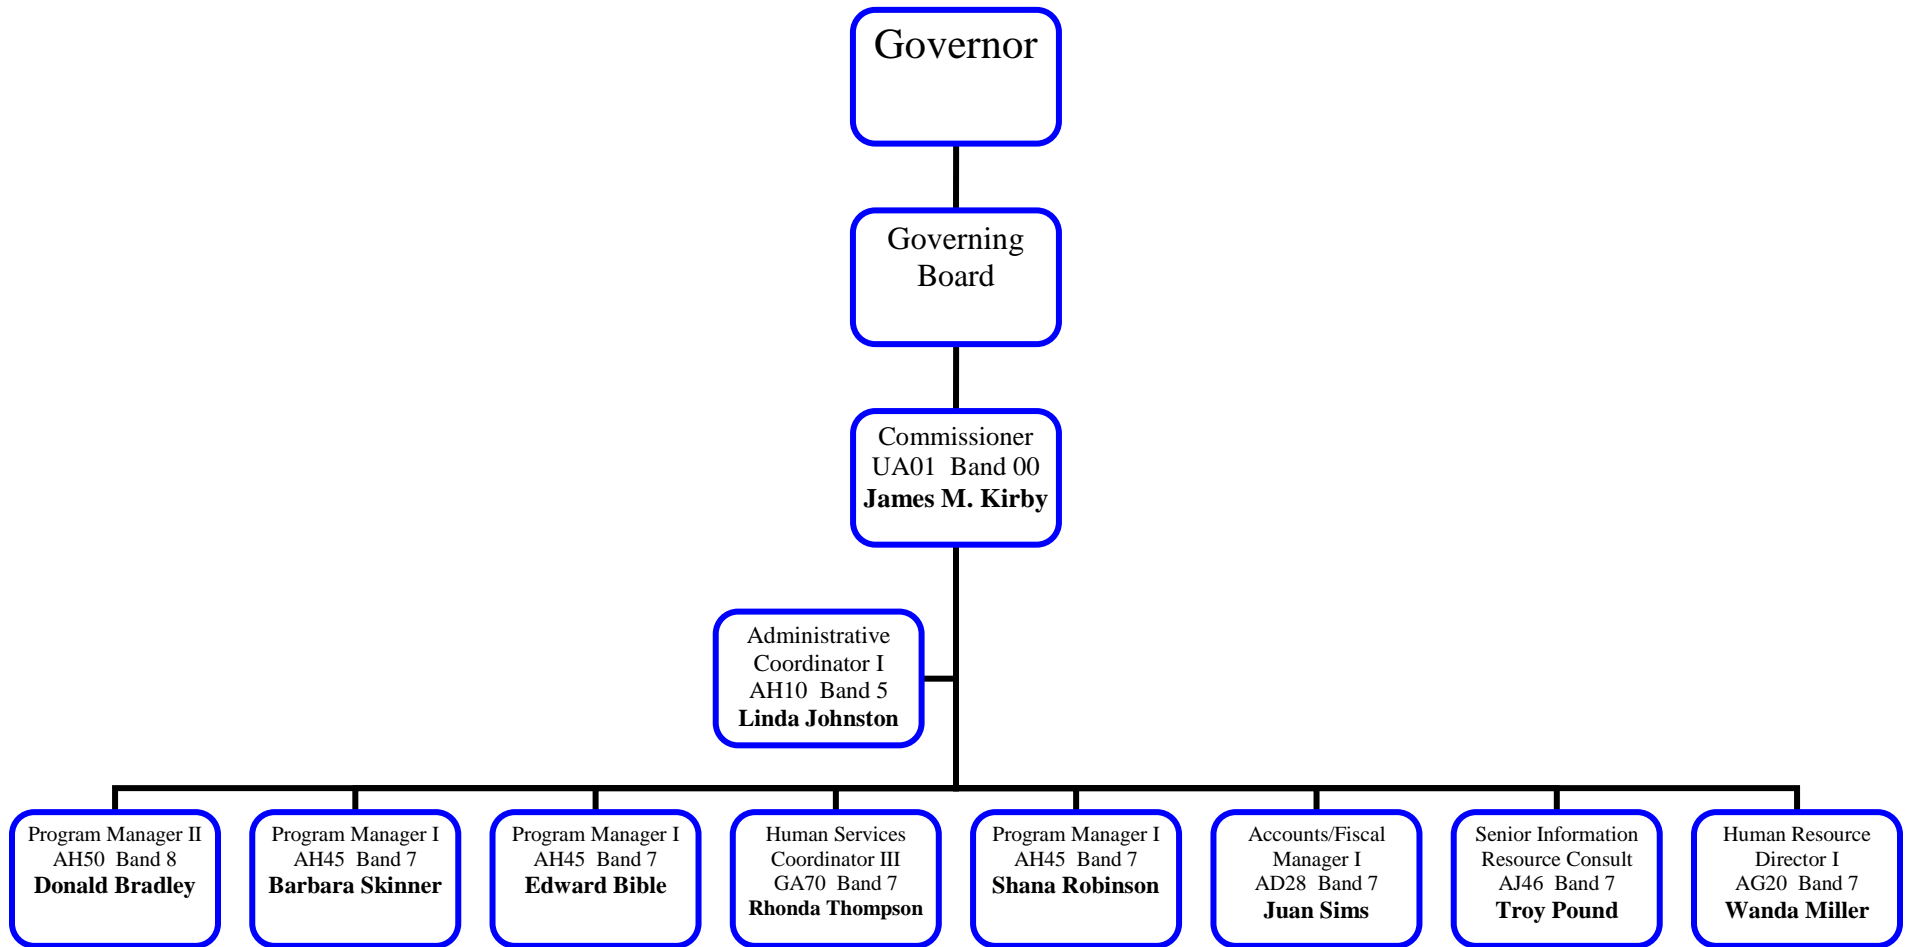 Governor
Governing
Board
Commissioner
UA01 Band 00
James M. Kirby
Administrative
Coordinator I
AH10 Band 5
Linda Johnston
Program Manager II
AH50 Band 8
Donald Bradley
Program Manager I
AH45 Band 7
Barbara Skinner
Program Manager I
AH45 Band 7
Edward Bible
Human Services
Coordinator III
GA70 Band 7
Rhonda Thompson
Program Manager I
AH45 Band 7
Shana Robinson
Accounts/Fiscal
Manager I
AD28 Band 7
Juan Sims
Senior Information
Resource Consult
AJ46 Band 7
Troy Pound
Human Resource
Director I
AG20 Band 7
Wanda Miller